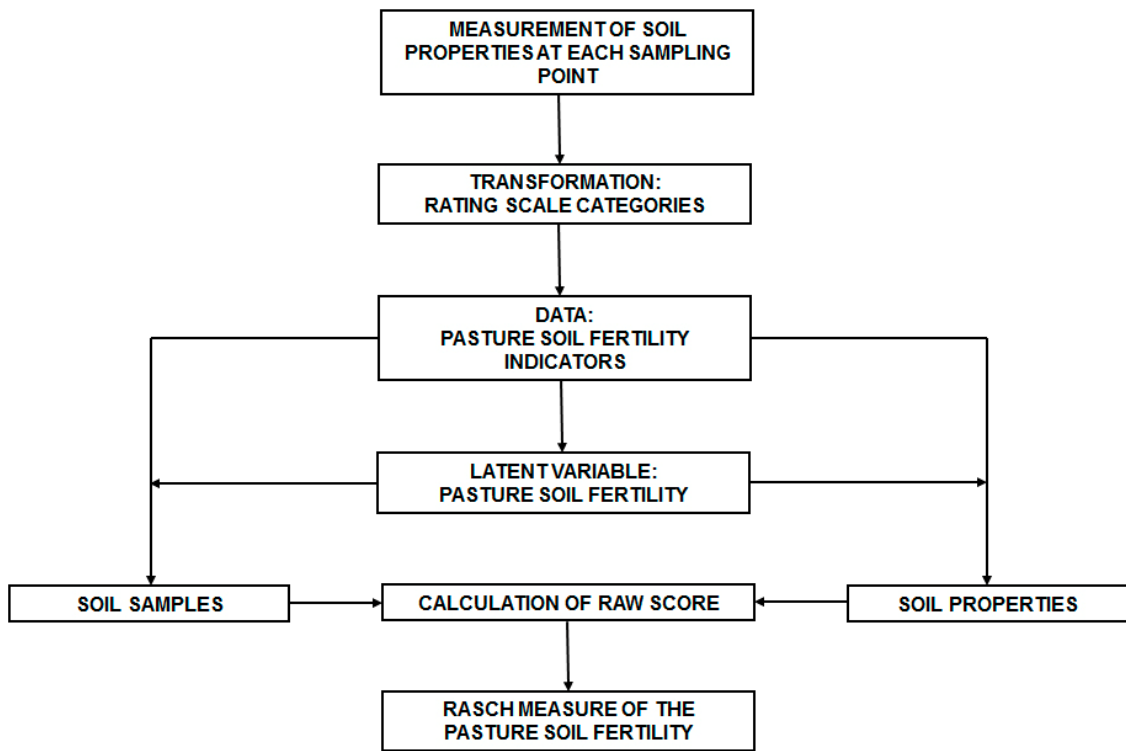 MEASUREMENT OF SOIL
PROPERTIES AT EACH SAMPLING
POINT
TRANSFORMATION:
RATING SCALE CATEGORIES
DATA:
PASTURE SOIL FERTILITY
INDICATORS
LATENT VARIABLE:
PASTURE SOIL FERTILITY
SOIL SAMPLES
CALCULATION OF RAW SCORE
SOIL PROPERTIES
RASCH MEASURE OF THE
PASTURE SOIL FERTILITY